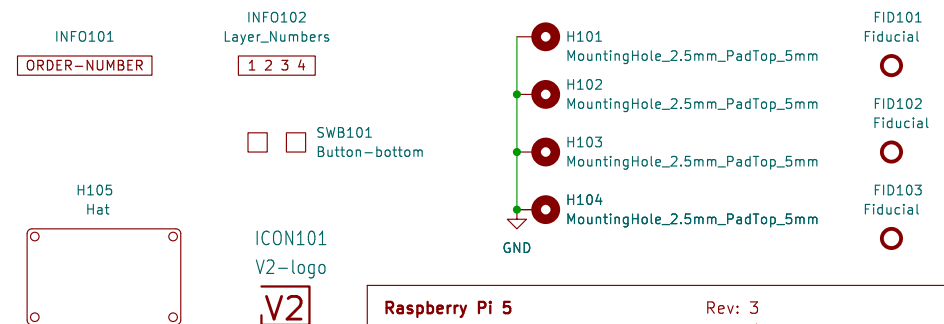 INFO101
ORDER-NUMBER
INFO102
Layer_Numbers
1 2 3 4
SWB101
Button-bottom
H101
MountingHole_2.5mm_PadTop_5mm
H102
MountingHole_2.5mm_PadTop_5mm
H103
MountingHole_2.5mm_PadTop_5mm
H104
MountingHole_2.5mm_PadTop_5mm
GND
FID101
Fiducial
FID102
Fiducial
FID103
Fiducial
H105
Hat
ICON101
V2-logo
V2
Raspberry Pi 5
Rev: 3